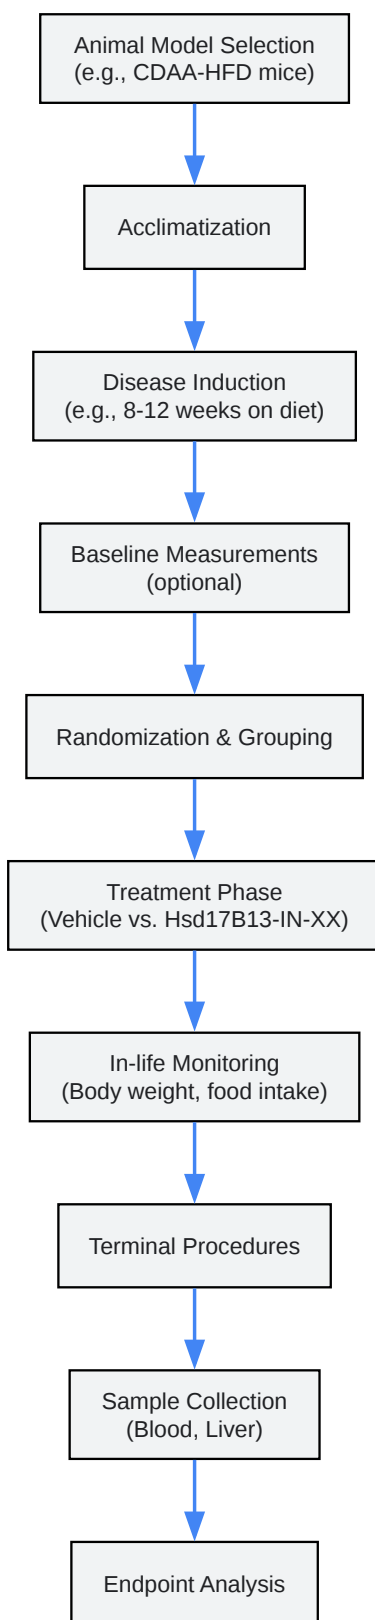 Animal Model Selection
(e.g., CDAA-HFD mice)
Acclimatization
Disease Induction
(e.g., 8-12 weeks on diet)
Baseline Measurements
(optional)
Randomization & Grouping
Treatment Phase
(Vehicle vs. Hsd17B13-IN-XX)
In-life Monitoring
(Body weight, food intake)
Terminal Procedures
Sample Collection
(Blood, Liver)
Endpoint Analysis